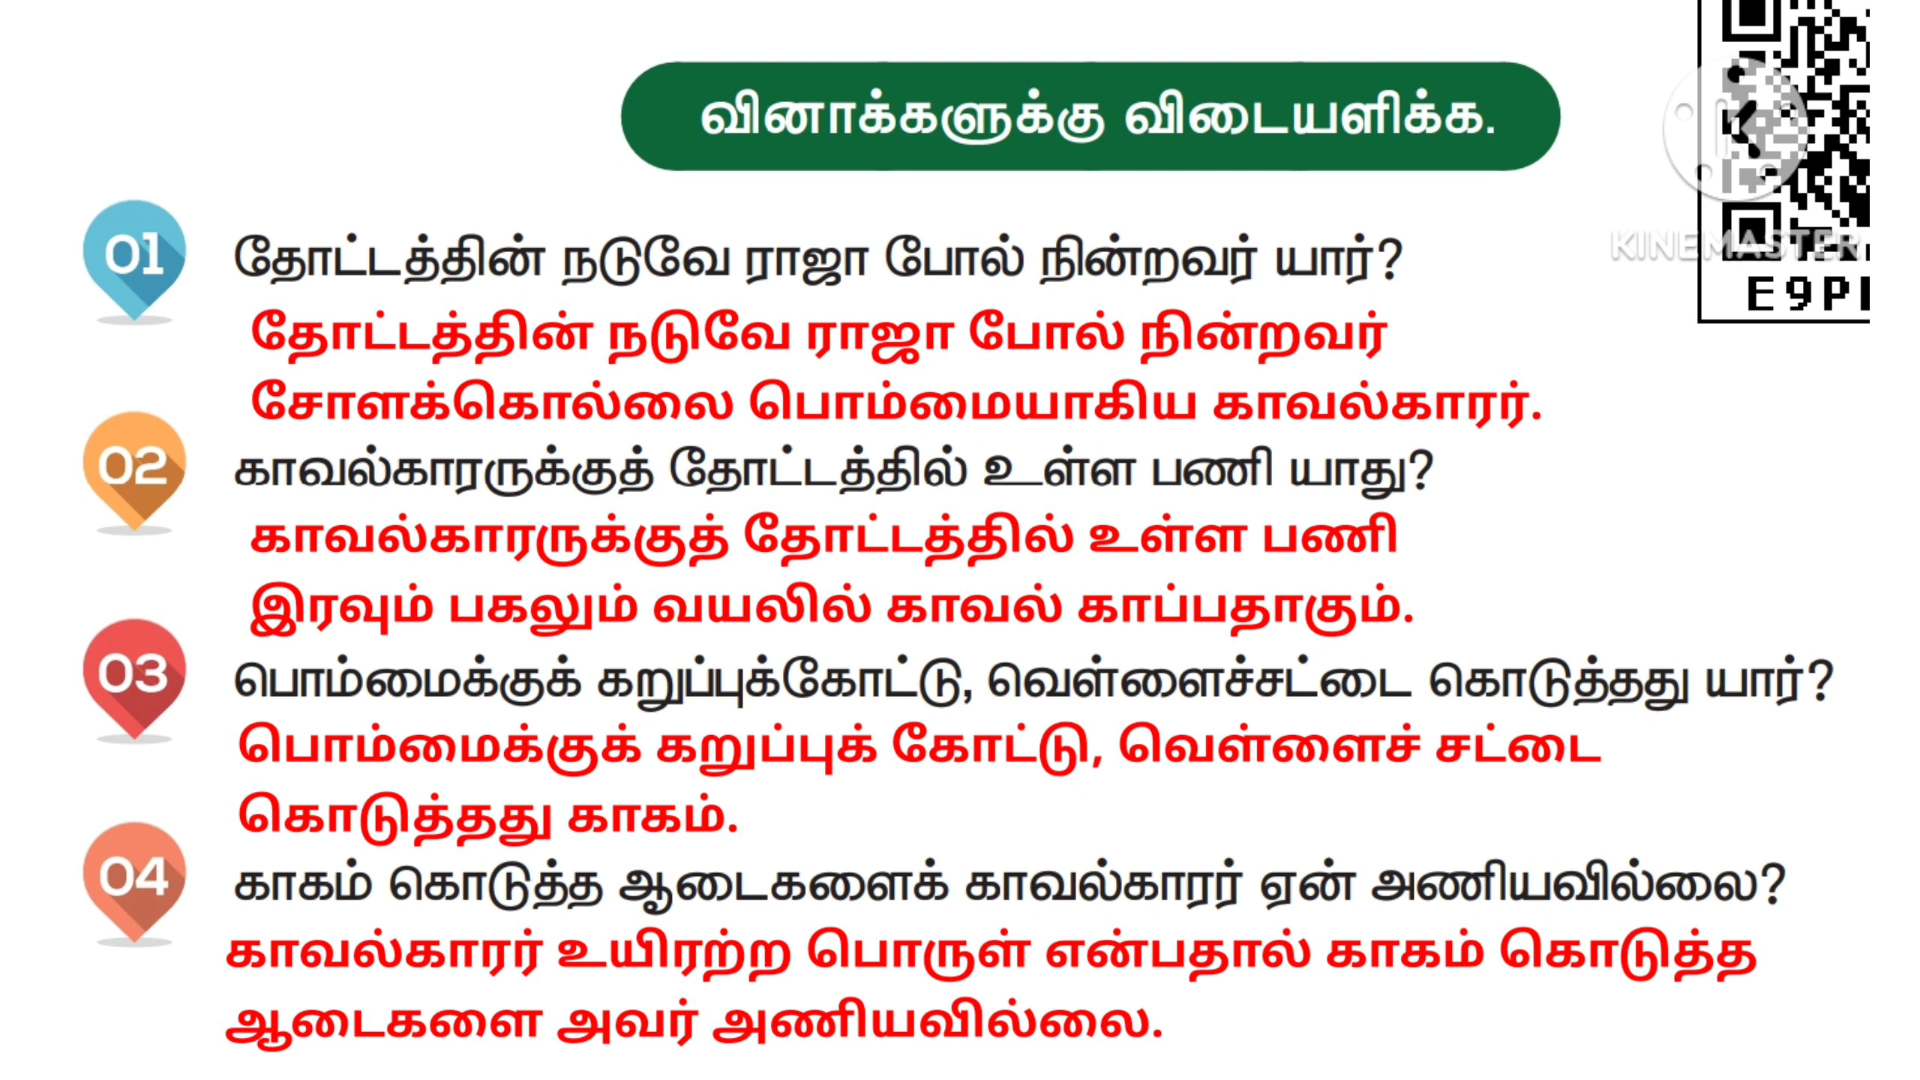 வினாக்களுக்கு விடையளிக்க.
KINEMASTER
E9P
01 தோட்டத்தின் நடுவே ராஜா போல் நின்றவர் யார்?
தோட்டத்தின் நடுவே ராஜா போல் நின்றவர்
சோளக்கொல்லை பொம்மையாகிய காவல்காரர்.
02 காவல்காரருக்குத் தோட்டத்தில் உள்ள பணி யாது?
காவல்காரருக்குத் தோட்டத்தில் உள்ள பணி
இரவும் பகலும் வயலில் காவல் காப்பதாகும்.
03 பொம்மைக்குக் கறுப்புக்கோட்டு, வெள்ளைச்சட்டை கொடுத்தது யார்?
பொம்மைக்குக் கறுப்புக் கோட்டு, வெள்ளைச் சட்டை
கொடுத்தது காகம்.
04 காகம் கொடுத்த ஆடைகளைக் காவல்காரர் ஏன் அணியவில்லை?
காவல்காரர் உயிரற்ற பொருள் என்பதால் காகம் கொடுத்த
ஆடைகளை அவர் அணியவில்லை.